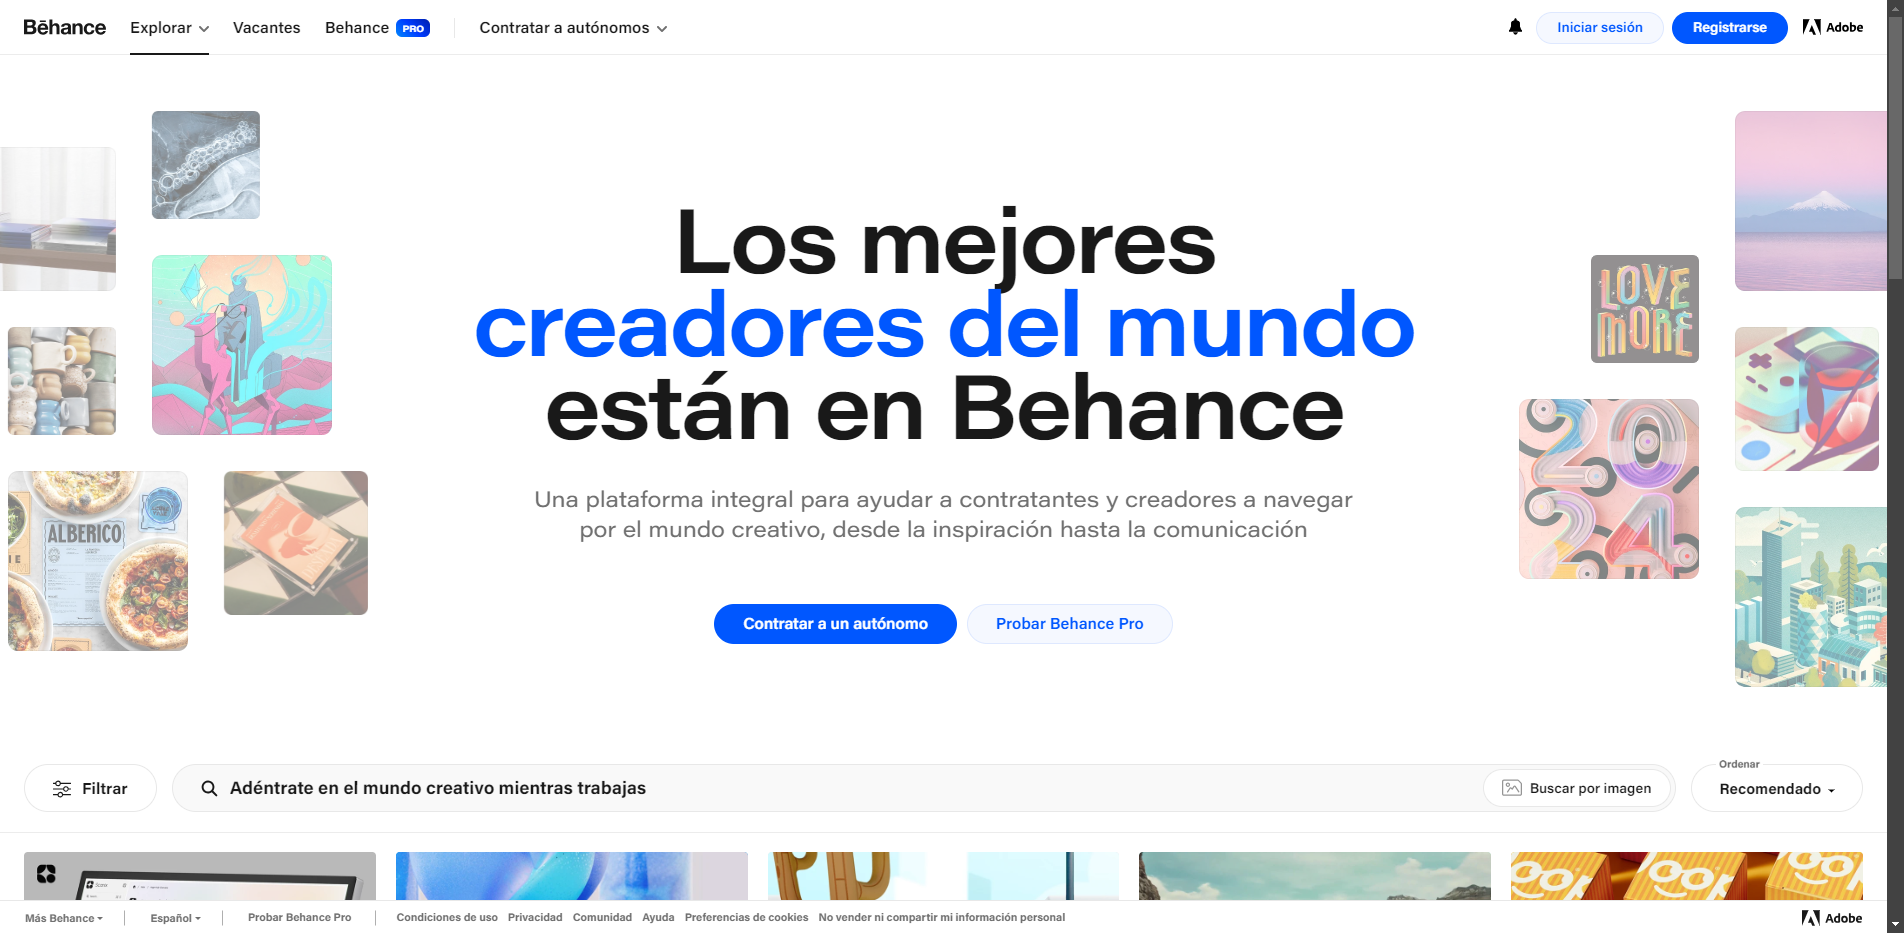 Bēhance
Explorar
Vacantes
Behance PRO
Contratar a autónomos
Iniciar sesión
Registrarse
Adobe
Los mejores
creadores del mundo
están en Behance
Una plataforma integral para ayudar a contratantes y creadores a navegar
por el mundo creativo, desde la inspiración hasta la comunicación
Contratar a un autónomo
Probar Behance Pro
ALBERICO
LOVE
MORE
20
24
Filtrar
Adéntrate en el mundo creativo mientras trabajas
Buscar por imagen
Ordenar
Recomendado
Más Behance
Español
Probar Behance Pro
Condiciones de uso
Privacidad
Comunidad
Ayuda
Preferencias de cookies
No vender ni compartir mi información personal
Adobe